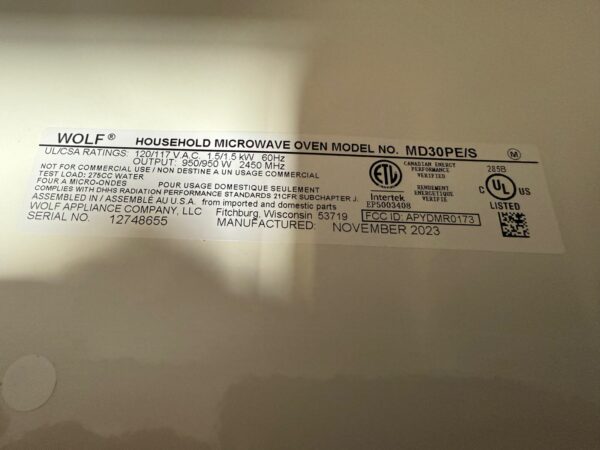 WOLF® HOUSEHOLD MICROWAVE OVEN MODEL NO. MD30PE/S
UL/CSA RATINGS: 120/117 V.A.C. 1.5/1.5 kW 60Hz
OUTPUT: 950/950 W 2450 MHz
NOT FOR COMMERCIAL USE / NON DESTINE A UN USAGE COMMERCIAL
TEST LOAD: 275CC WATER
FOUR A MICRO-ONDES POUR USAGE DOMESTIQUE SEULEMENT
COMPLIES WITH DHHS RADIATION PERFORMANCE STANDARDS 21CFR SUBCHAPTER J.
ASSEMBLED IN / ASSEMBLÉ AU U.S.A. from imported and domestic parts
WOLF APPLIANCE COMPANY, LLC Fitchburg, Wisconsin 53719
SERIAL NO. 12748655 MANUFACTURED: NOVEMBER 2023
ETL
Intertek
EP5003408
CANADIAN ENERGY
PERFORMANCE
VERIFIED
RENDEMENT
ENERGETIQUE
VERIFIE
FCC ID: APYDMR0173
M
285B
C UL US
LISTED